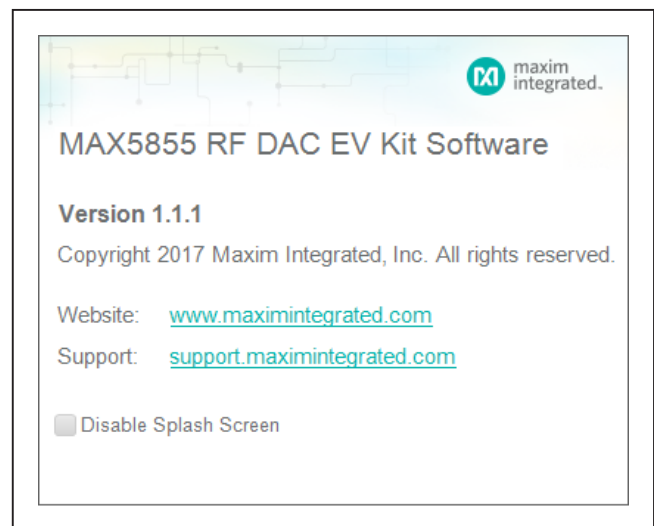 maxim
integrated™
MAX5855 RF DAC EV Kit Software
Version 1.1.1
Copyright 2017 Maxim Integrated, Inc. All rights reserved.
Website: www.maximintegrated.com
Support: support.maximintegrated.com
Disable Splash Screen